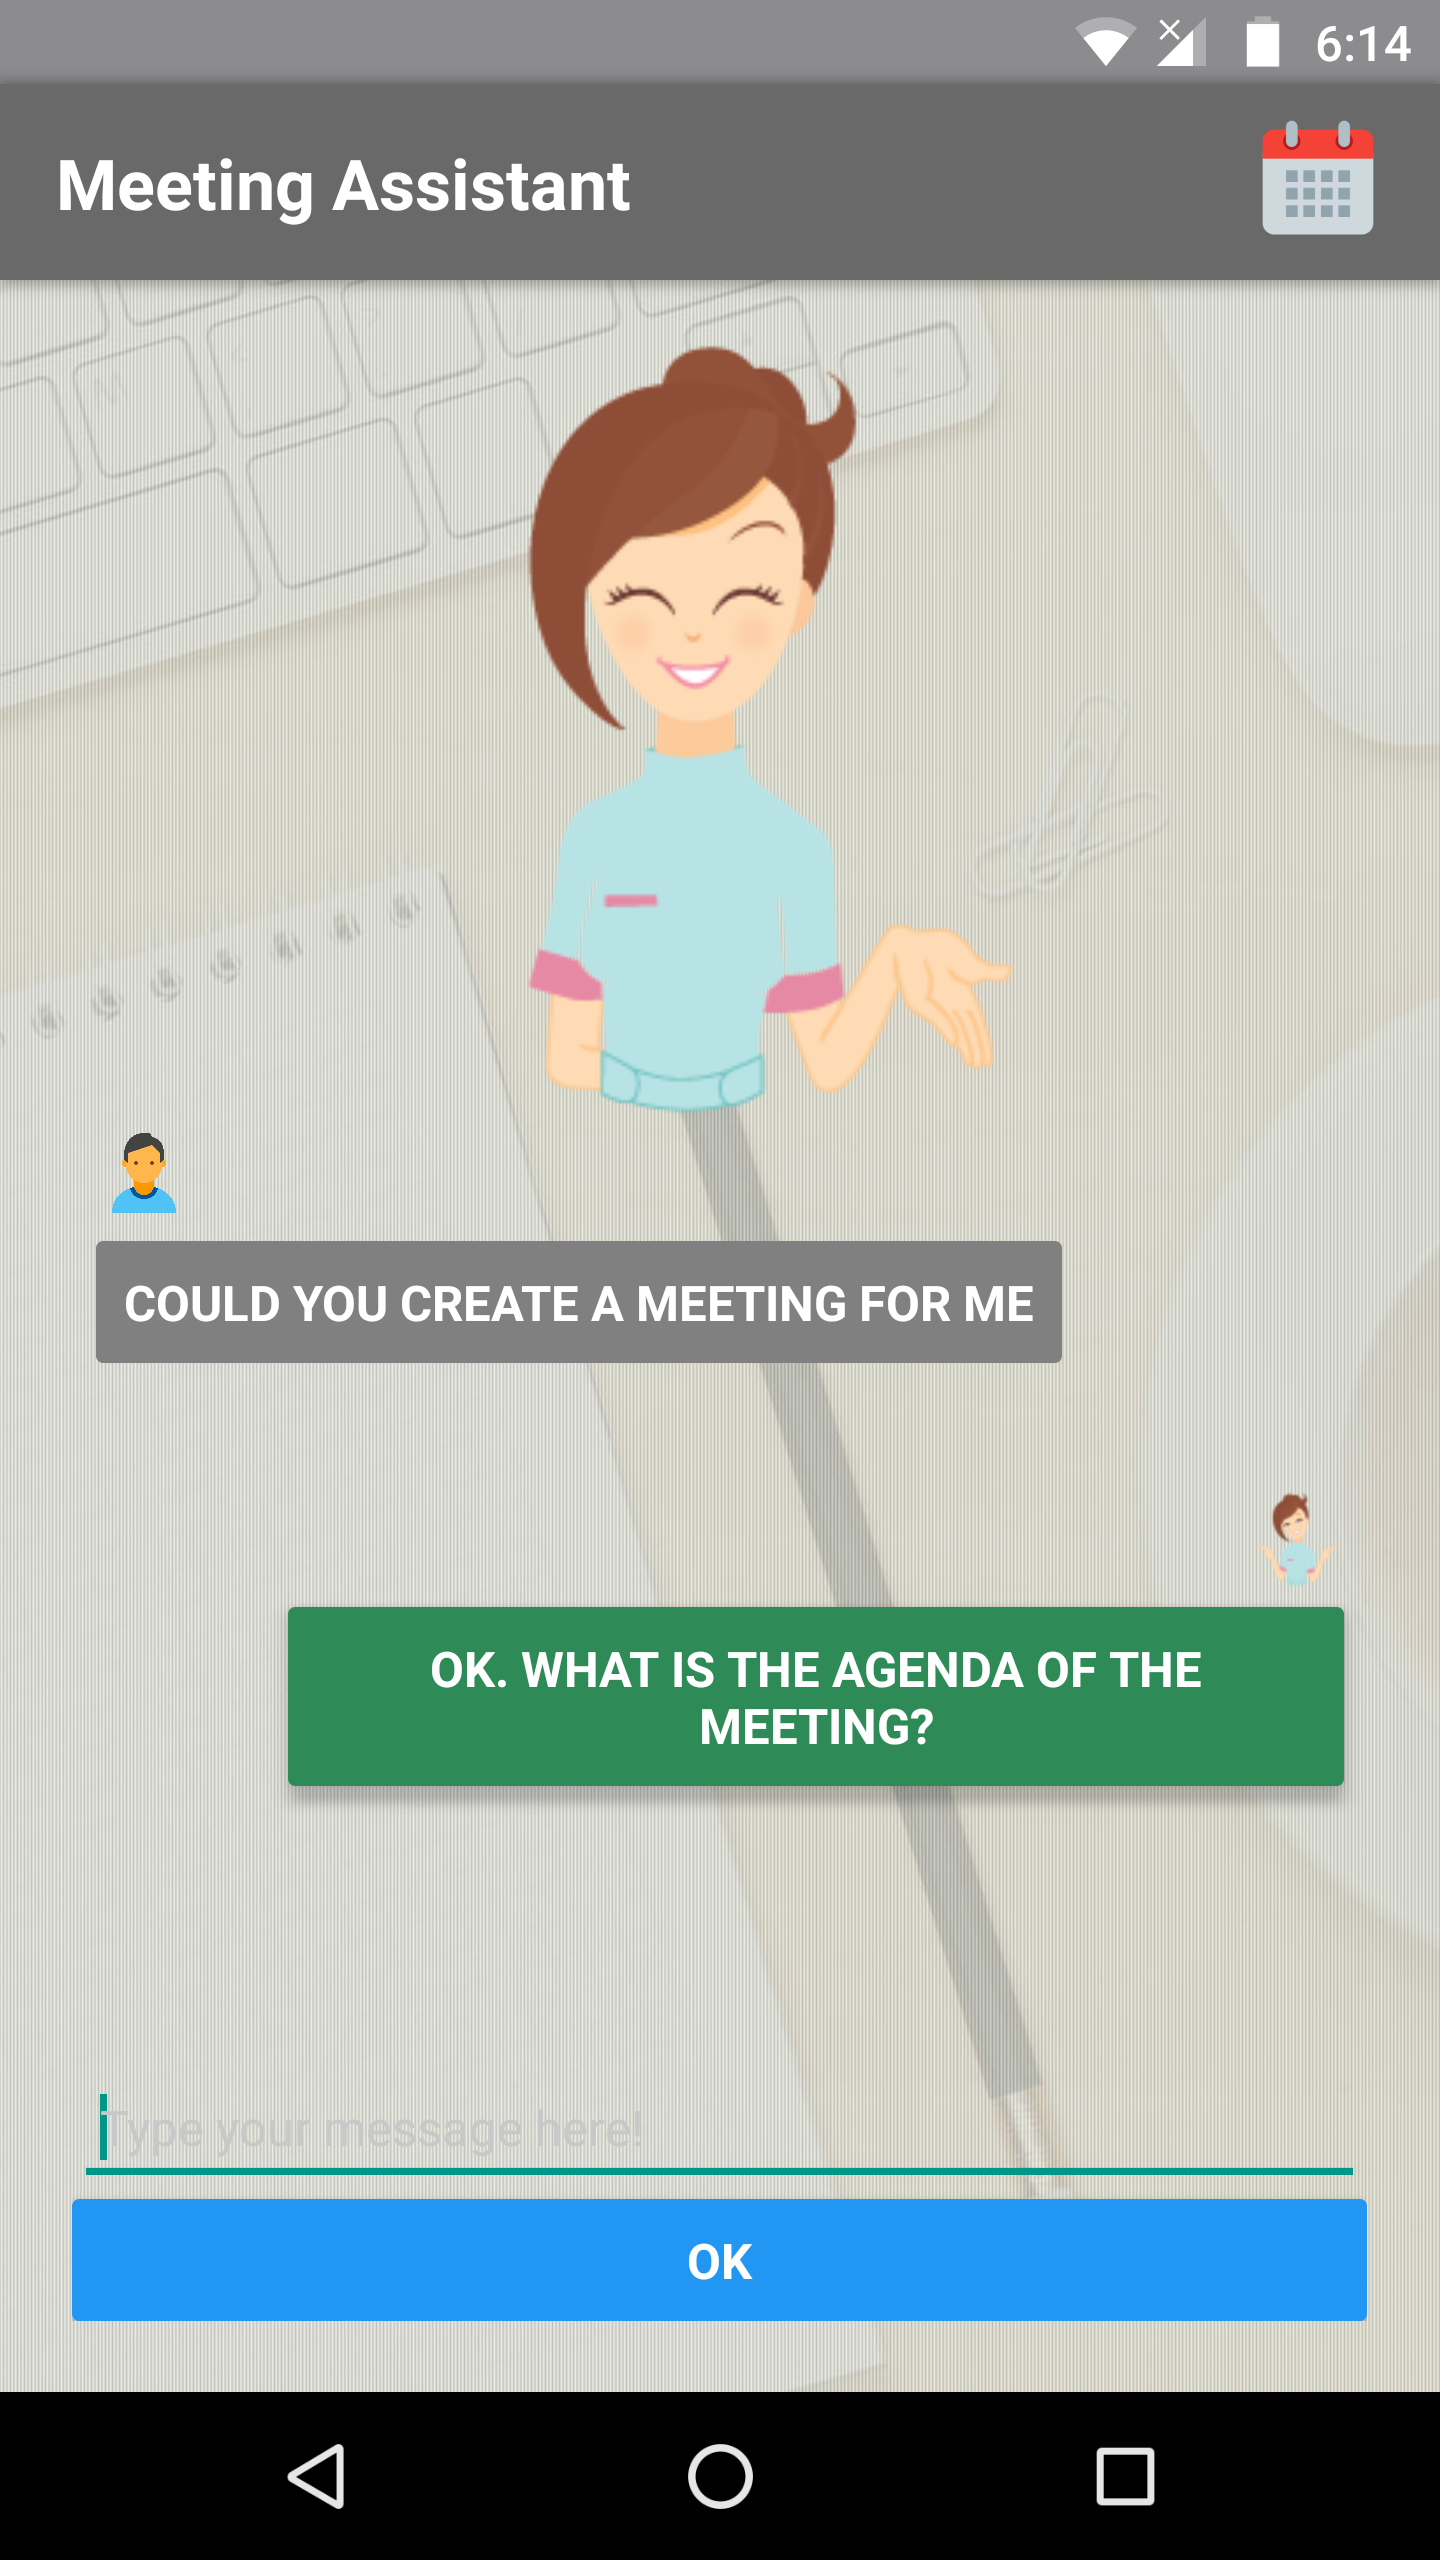 6:14
Meeting Assistant
COULD YOU CREATE A MEETING FOR ME
OK. WHAT IS THE AGENDA OF THE
MEETING?
Type your message here!
OK